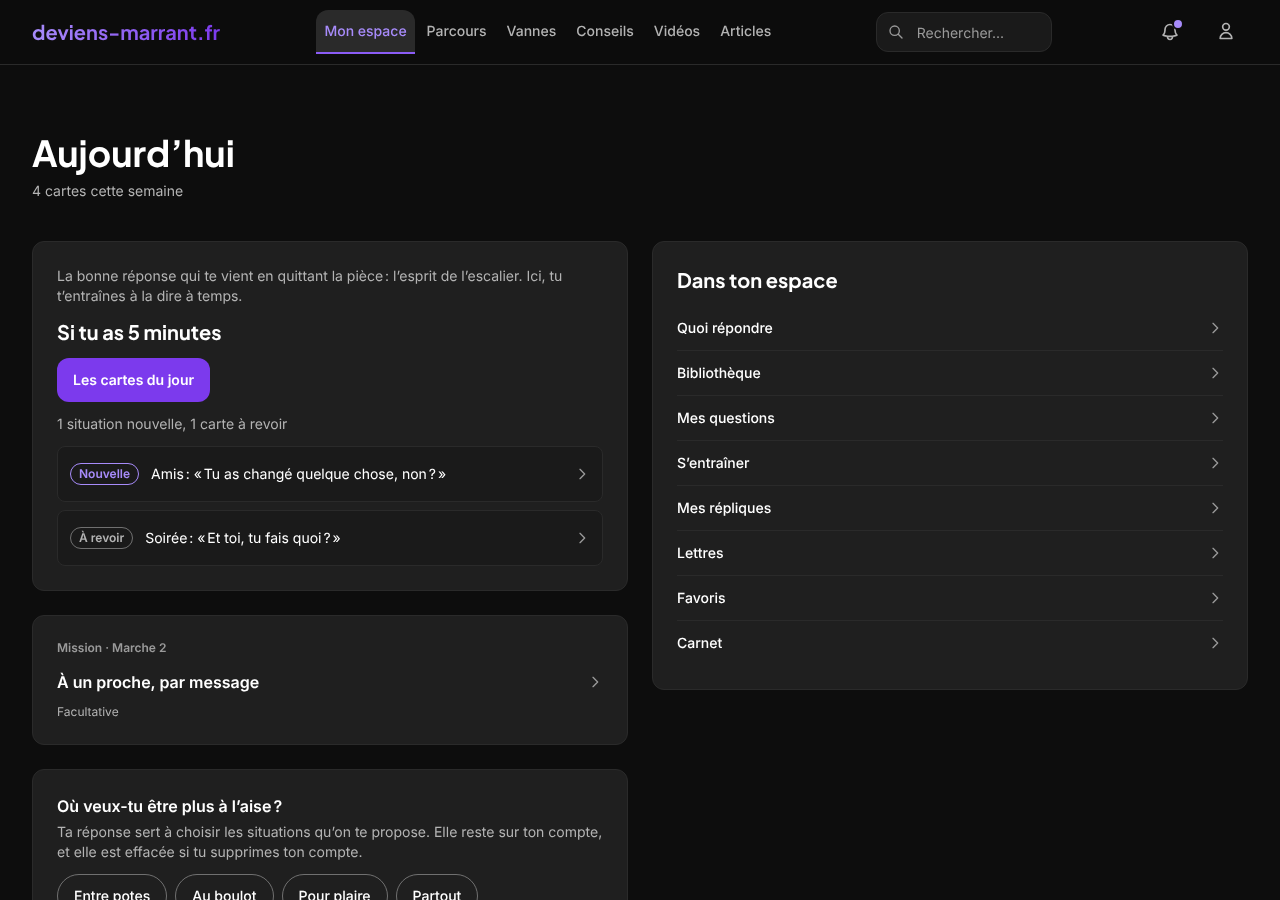 deviens-marrant.fr
Mon espace
Parcours
Vannes
Conseils
Vidéos
Articles
Rechercher...
Aujourd’hui
4 cartes cette semaine
La bonne réponse qui te vient en quittant la pièce : l’esprit de l’escalier. Ici, tu
t’entraînes à la dire à temps.
Si tu as 5 minutes
Les cartes du jour
1 situation nouvelle, 1 carte à revoir
Nouvelle
Amis : « Tu as changé quelque chose, non ? »
À revoir
Soirée : « Et toi, tu fais quoi ? »
Mission · Marche 2
À un proche, par message
Facultative
Où veux-tu être plus à l’aise ?
Ta réponse sert à choisir les situations qu’on te propose. Elle reste sur ton compte,
et elle est effacée si tu supprimes ton compte.
Entre potes
Au boulot
Pour plaire
Partout
Dans ton espace
Quoi répondre
Bibliothèque
Mes questions
S’entraîner
Mes répliques
Lettres
Favoris
Carnet